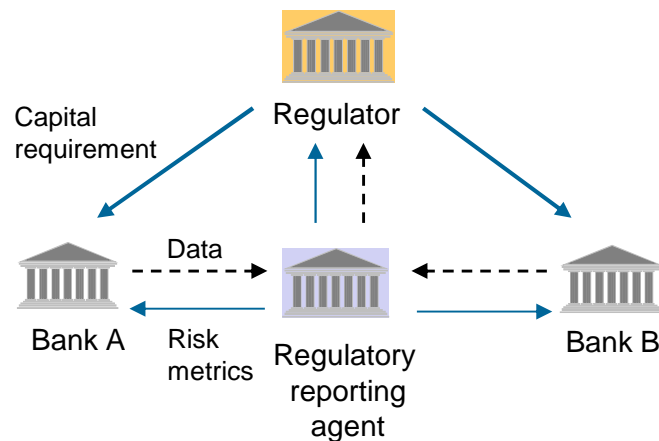 Regulator
Capital
requirement
Data
Bank A
Risk
metrics
Regulatory
reporting
agent
Bank B